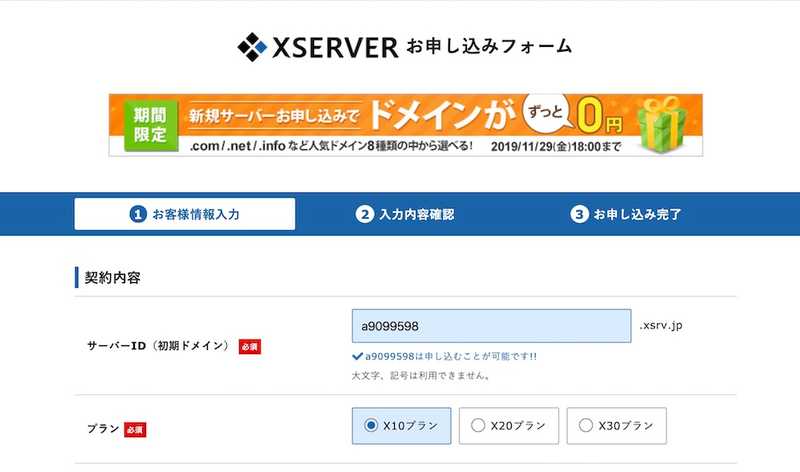 XSERVER お申し込みフォーム
期間
限定
新規サーバーお申し込みで ドメインが ずっと 0円
.com/.net/.info など人気ドメイン8種類の中から選べる! 2019/11/29(金)18:00まで
1 お客様情報入力 2 入力内容確認 3 お申し込み完了
契約内容
サーバーID(初期ドメイン) 必須 a9099598 .xsrv.jp
a9099598は申し込むことが可能です!!
大文字、記号は利用できません。
プラン 必須 X10プラン X20プラン X30プラン